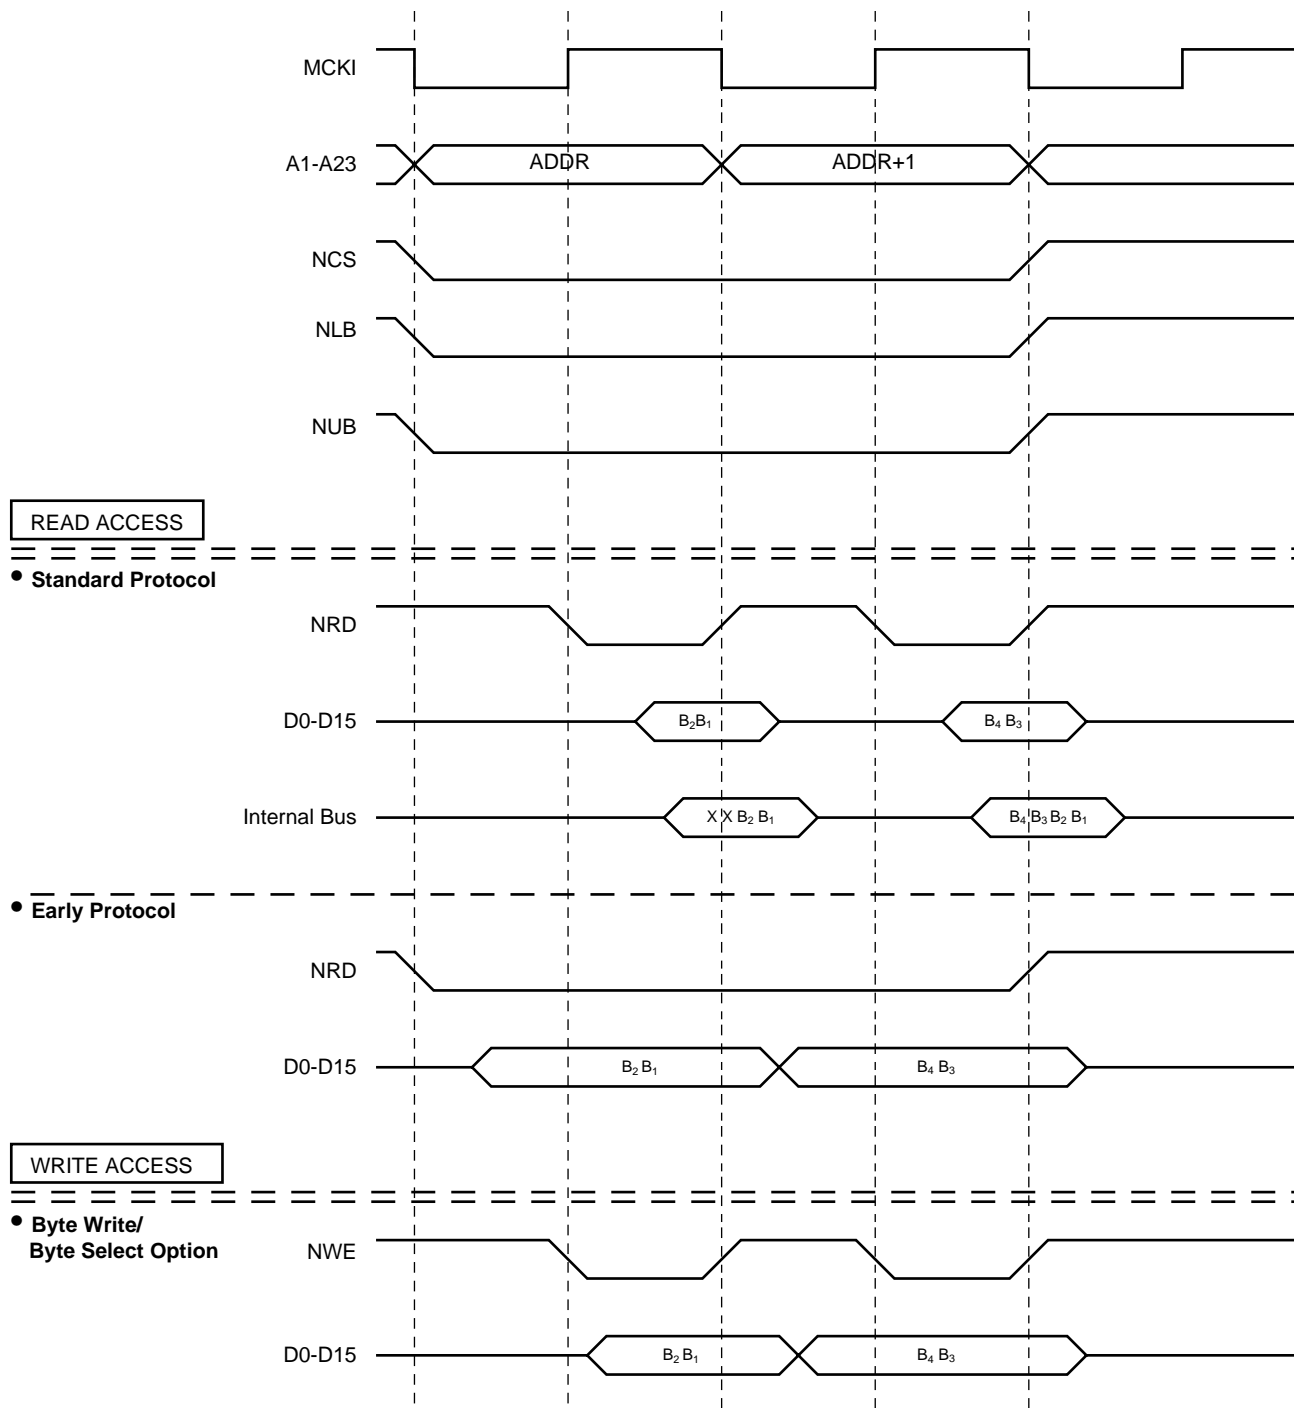 MCKI
A1-A23 ADDR ADDR+1
NCS
NLB
NUB
READ ACCESS
• Standard Protocol
NRD
D0-D15 B₂B₁ B₄ B₃
Internal Bus X X B₂ B₁ B₄ B₃ B₂ B₁
• Early Protocol
NRD
D0-D15 B₂ B₁ B₄ B₃
WRITE ACCESS
• Byte Write/
Byte Select Option NWE
D0-D15 B₂ B₁ B₄ B₃